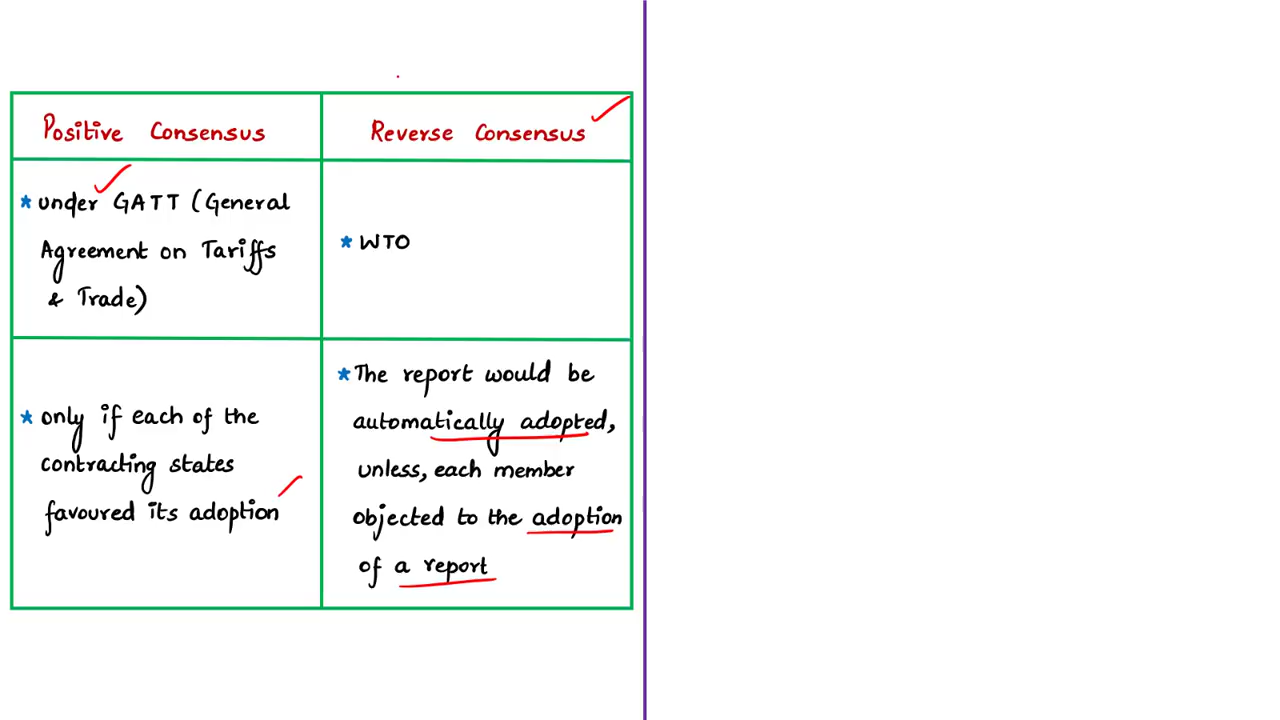 Positive Consensus
Reverse Consensus
* under GATT (General
Agreement on Tariffs
& Trade)
* WTO
* only if each of the
contracting states
favoured its adoption
* The report would be
automatically adopted,
unless, each member
objected to the adoption
of a report